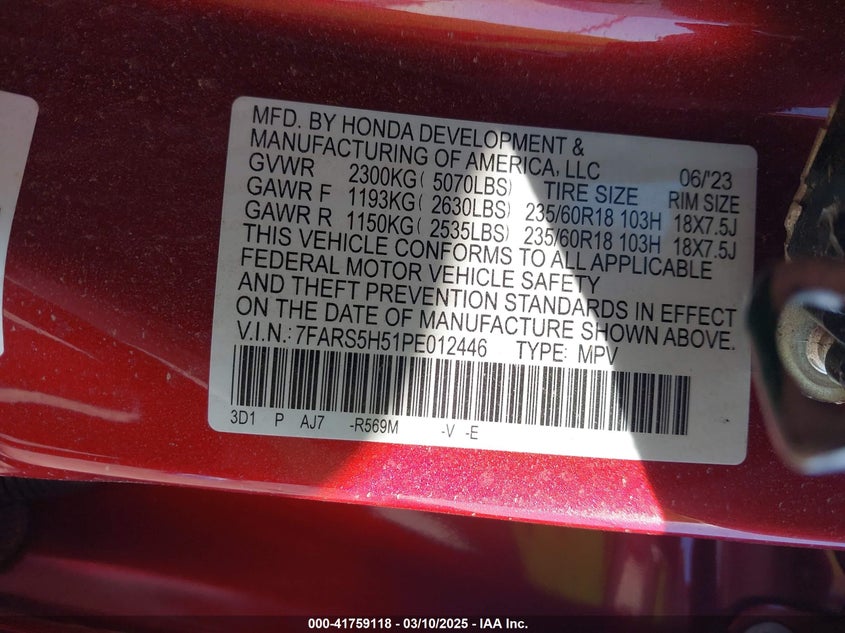 MFD. BY HONDA DEVELOPMENT &
MANUFACTURING OF AMERICA, LLC 06/'23
GVWR 2300KG( 5070LBS) TIRE SIZE RIM SIZE
GAWR F 1193KG( 2630LBS) 235/60R18 103H 18X7.5J
GAWR R 1150KG( 2535LBS) 235/60R18 103H 18X7.5J
THIS VEHICLE CONFORMS TO ALL APPLICABLE
FEDERAL MOTOR VEHICLE SAFETY
AND THEFT PREVENTION STANDARDS IN EFFECT
ON THE DATE OF MANUFACTURE SHOWN ABOVE.
V.I.N.: 7FARS5H51PE012446 TYPE: MPV
3D1 P AJ7 -R569M -V -E
000-41759118 - 03/10/2025 - IAA Inc.